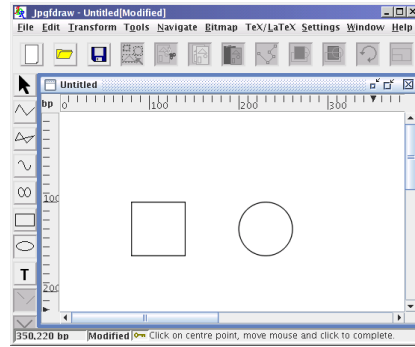 Jpgfdraw - Untitled[Modified]
File Edit Transform Tools Navigate Bitmap TeX/LaTeX Settings Window Help
Untitled
bp 0 100 200 300
100
200
T
350,220 bp Modified Click on centre point, move mouse and click to complete.